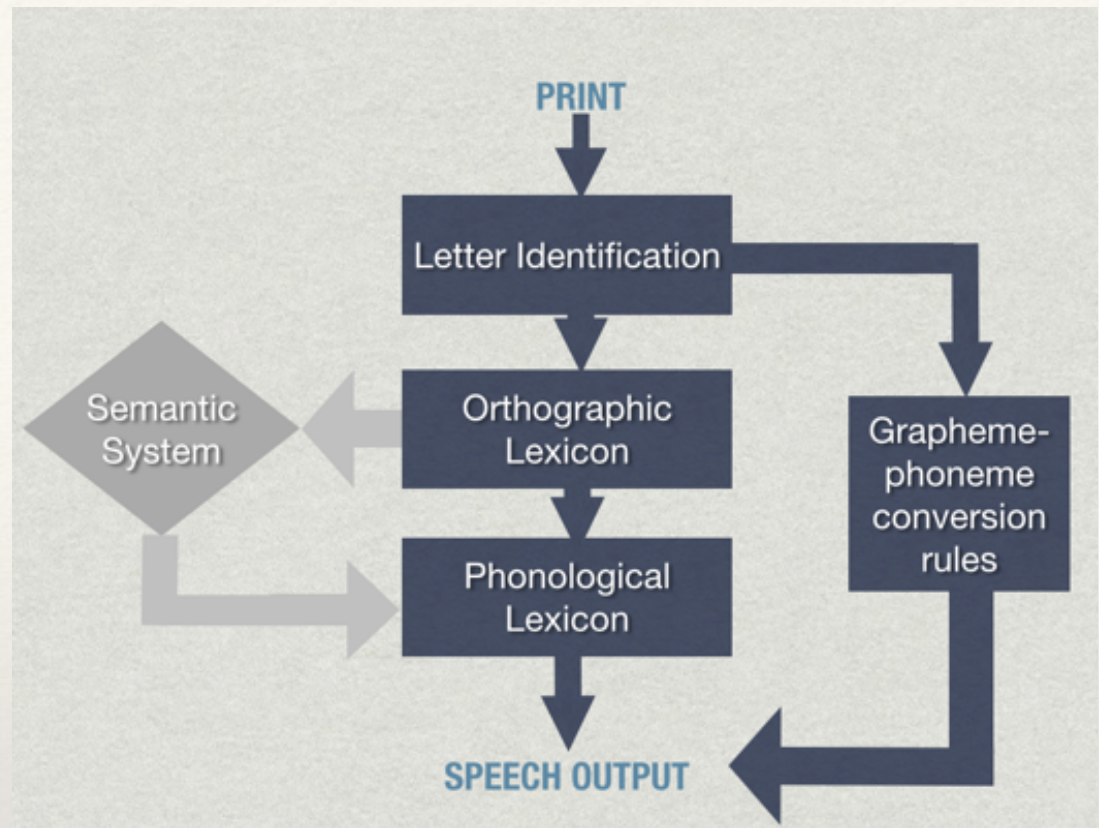 PRINT
Letter Identification
Semantic
System
Orthographic
Lexicon
Grapheme-
phoneme
conversion
rules
Phonological
Lexicon
SPEECH OUTPUT